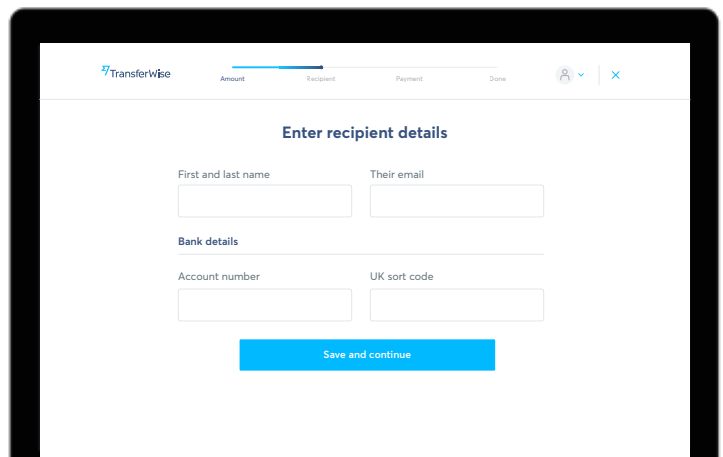 TransferWise
Amount Recipient Payment Done
Enter recipient details
First and last name Their email
Bank details
Account number UK sort code
Save and continue